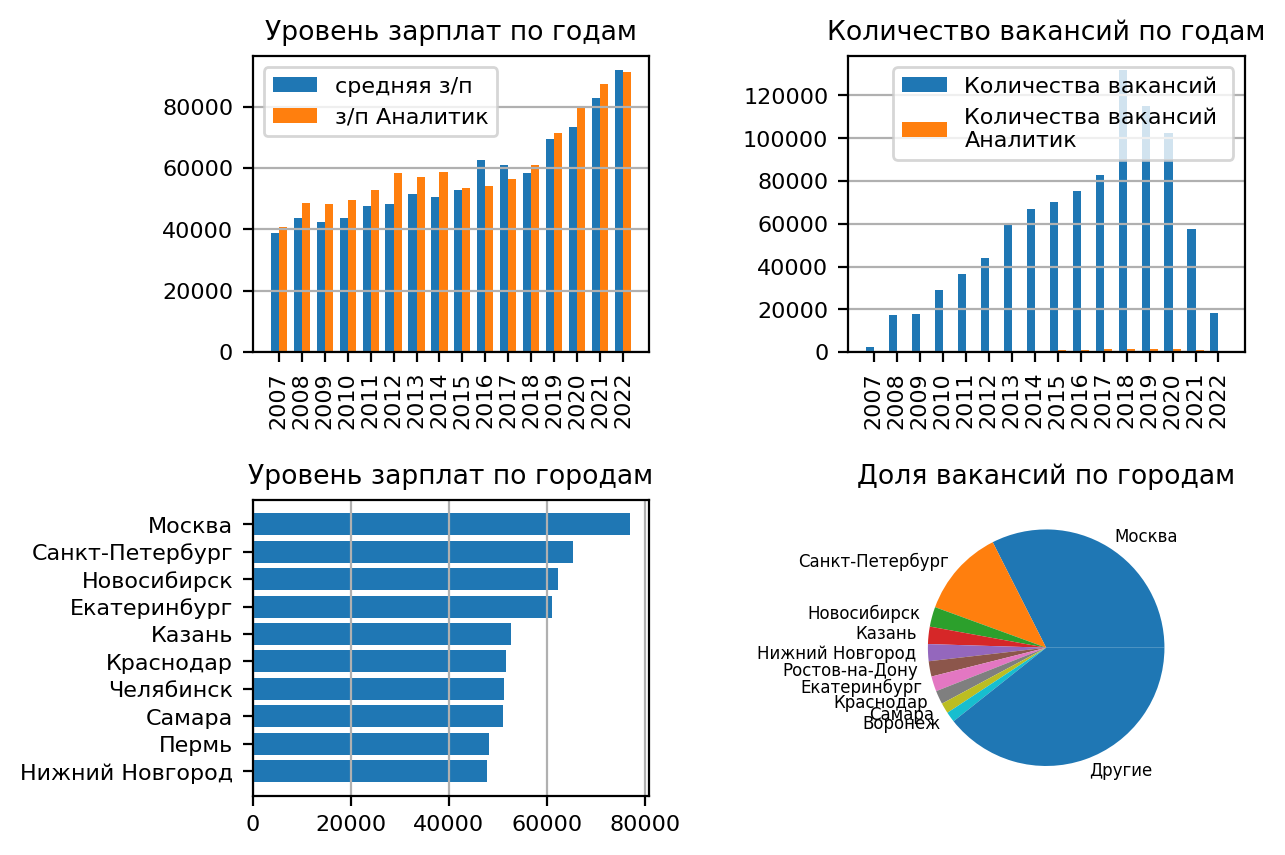 Уровень зарплат по годам
средняя з/п
з/п Аналитик
80000
60000
40000
20000
0
2007
2008
2009
2010
2011
2012
2013
2014
2015
2016
2017
2018
2019
2020
2021
2022
Количество вакансий по годам
Количества вакансий
Количества вакансий
Аналитик
120000
100000
80000
60000
40000
20000
0
2007
2008
2009
2010
2011
2012
2013
2014
2015
2016
2017
2018
2019
2020
2021
2022
Уровень зарплат по городам
Москва
Санкт-Петербург
Новосибирск
Екатеринбург
Казань
Краснодар
Челябинск
Самара
Пермь
Нижний Новгород
0
20000
40000
60000
80000
Доля вакансий по городам
Москва
Санкт-Петербург
Новосибирск
Казань
Нижний Новгород
Ростов-на-Дону
Екатеринбург
Краснодар
Самара
Воронеж
Другие